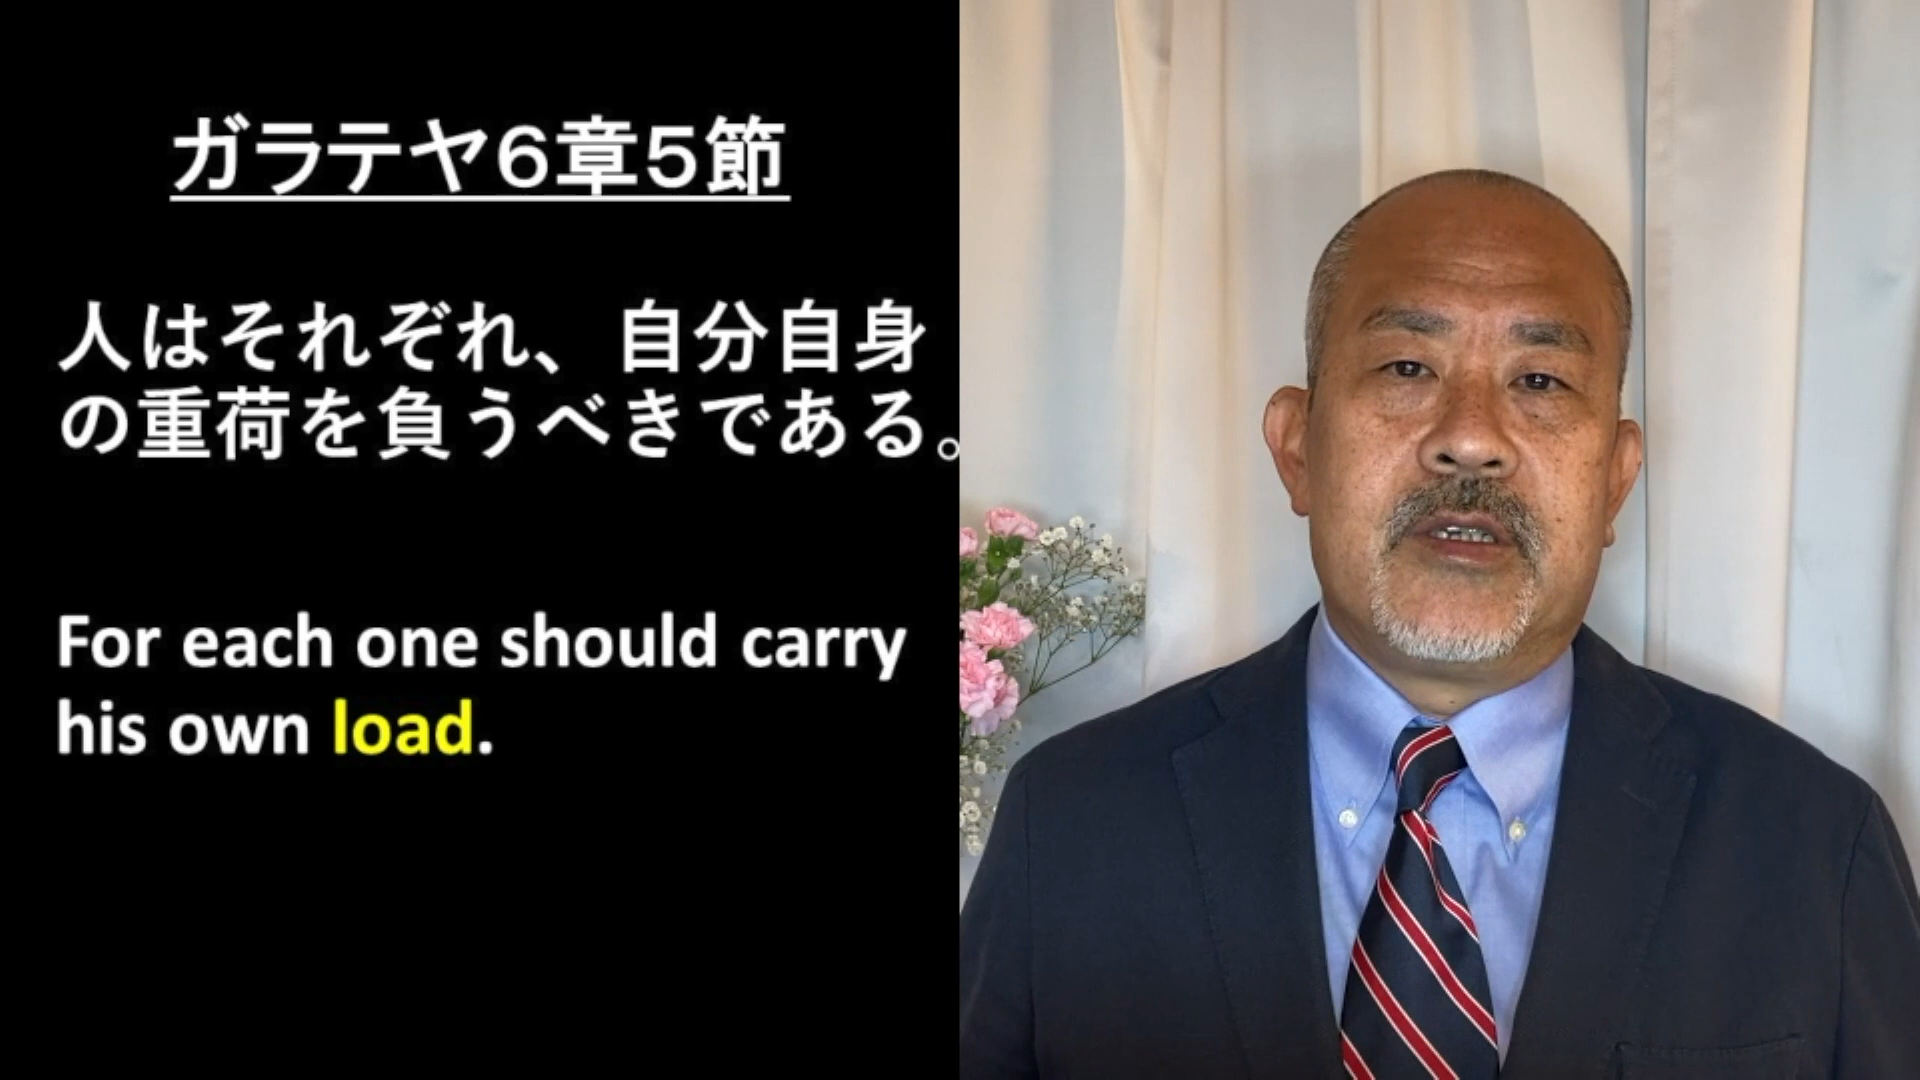 ガラテヤ６章５節
人はそれぞれ、自分自身
の重荷を負うべきである。
For each one should carry
his own load.